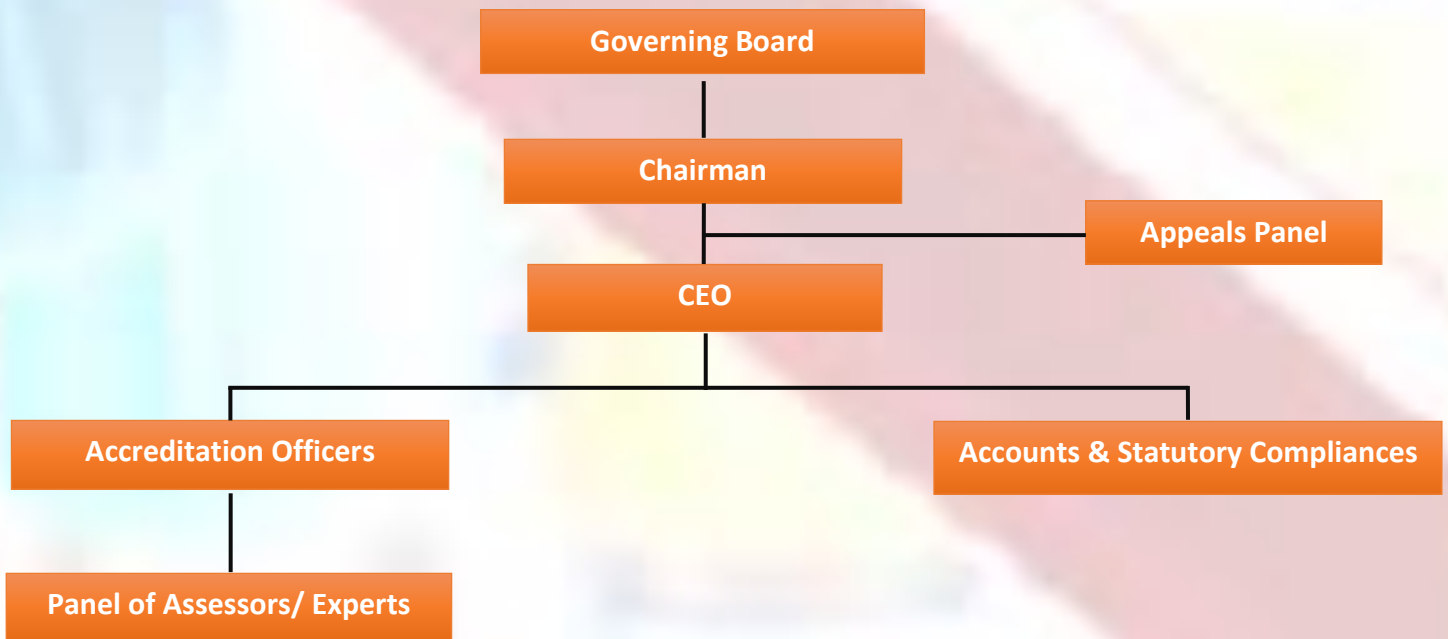 Governing Board
Chairman
Appeals Panel
CEO
Accreditation Officers
Accounts & Statutory Compliances
Panel of Assessors/ Experts